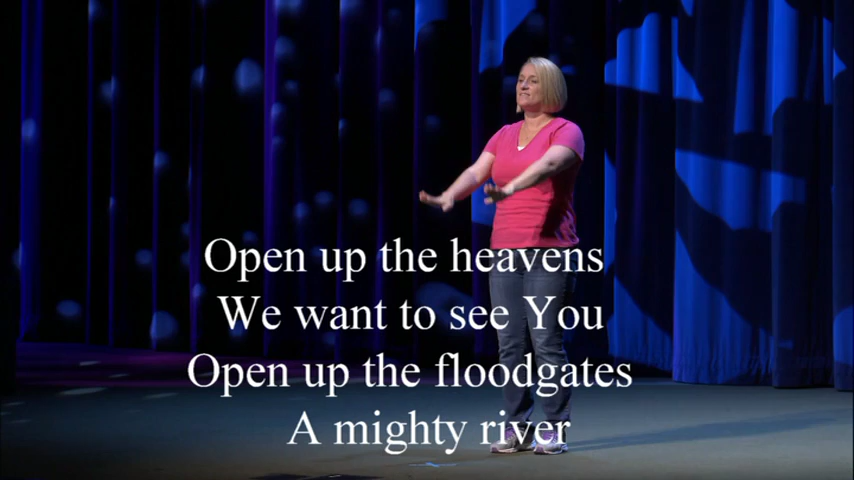 Open up the heavens
We want to see You
Open up the floodgates
A mighty river